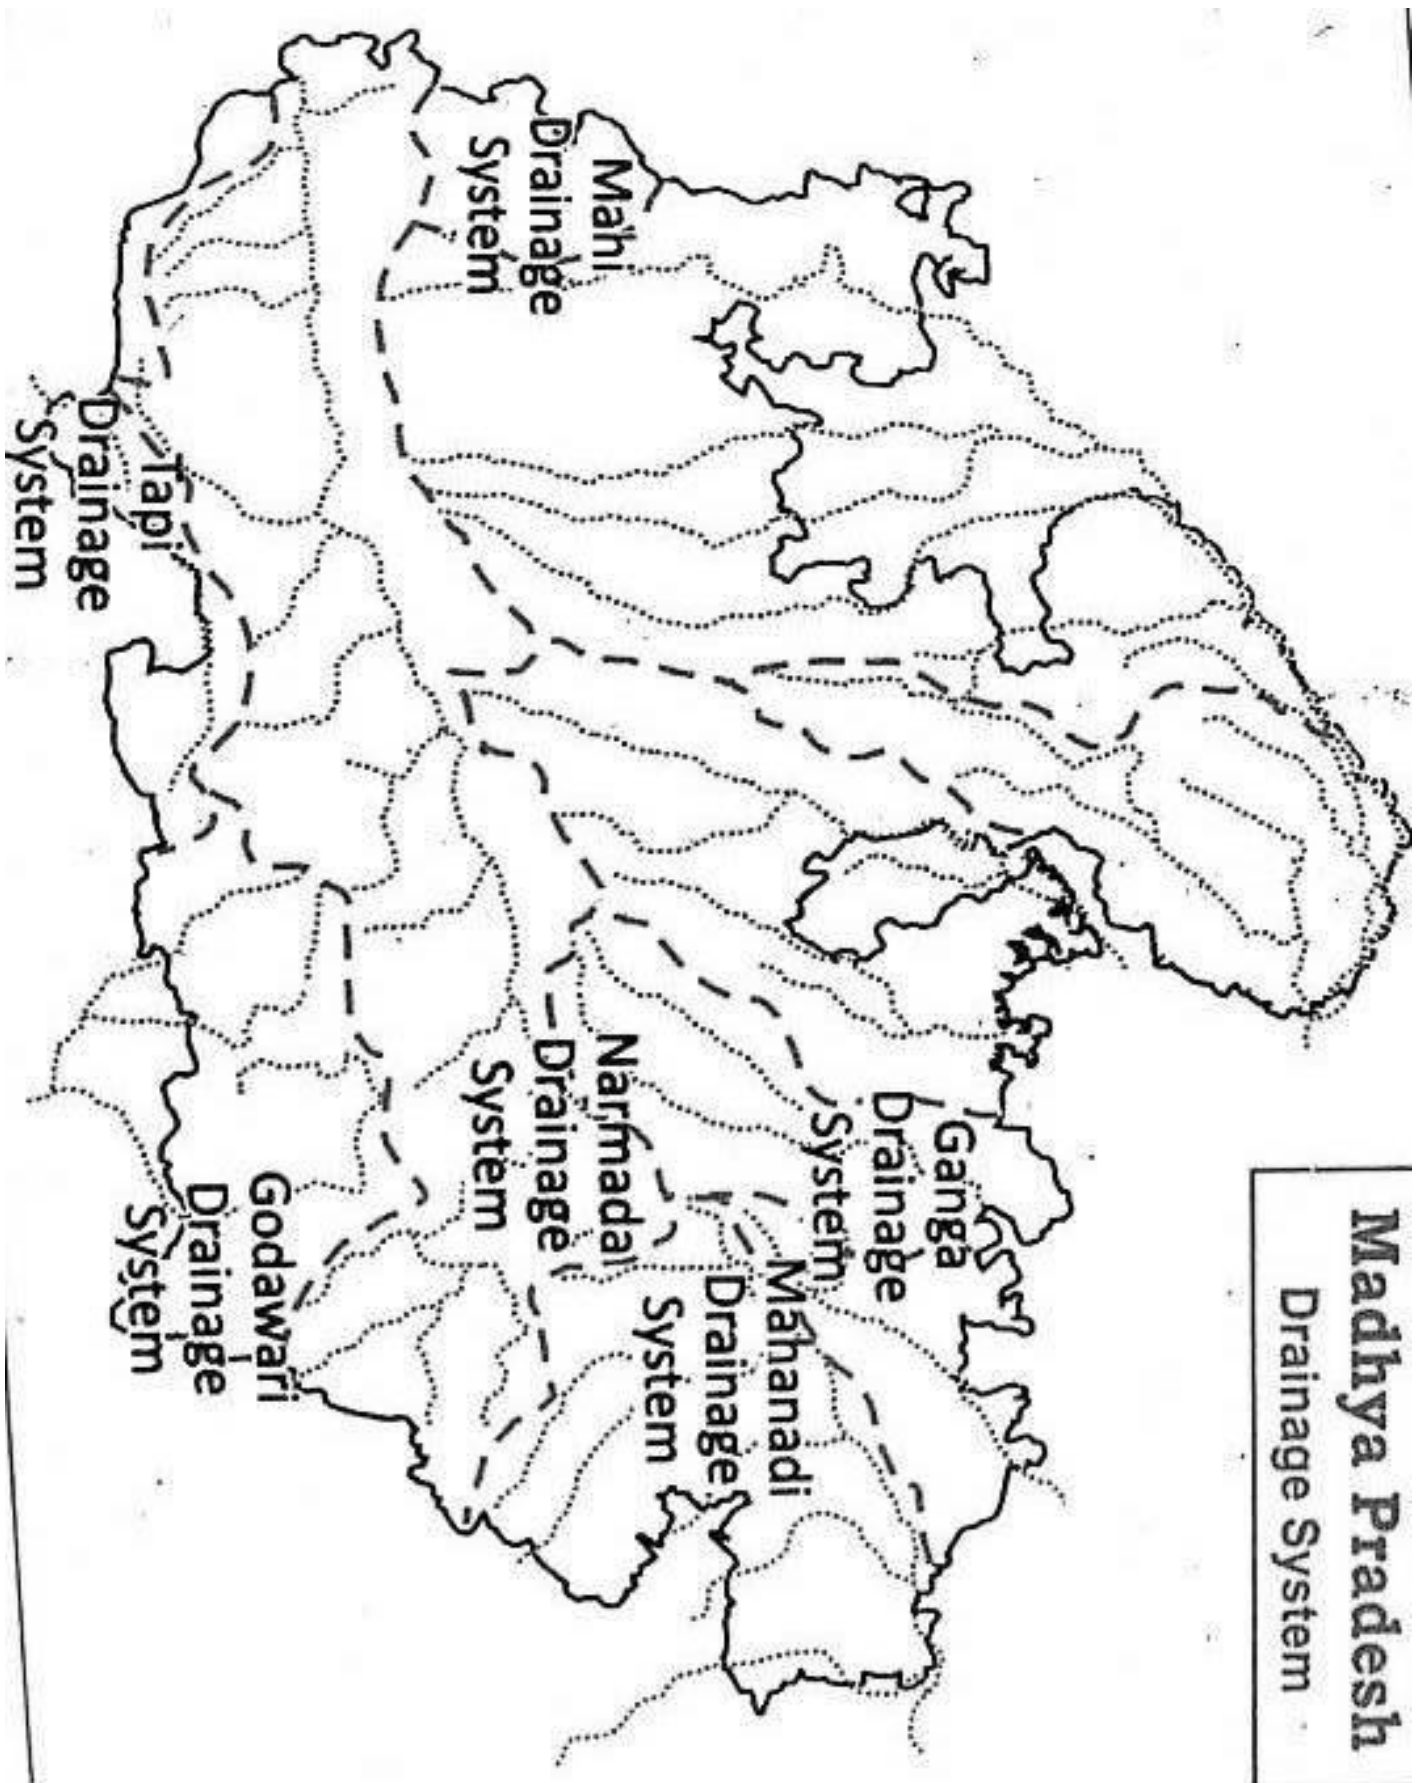 Madhya Pradesh
Drainage System
Mahi
Drainage
System
Ganga
Drainage
System
Narmada
Drainage
System
Mahanadi
Drainage
System
Tapi
Drainage
System
Godawari
Drainage
System